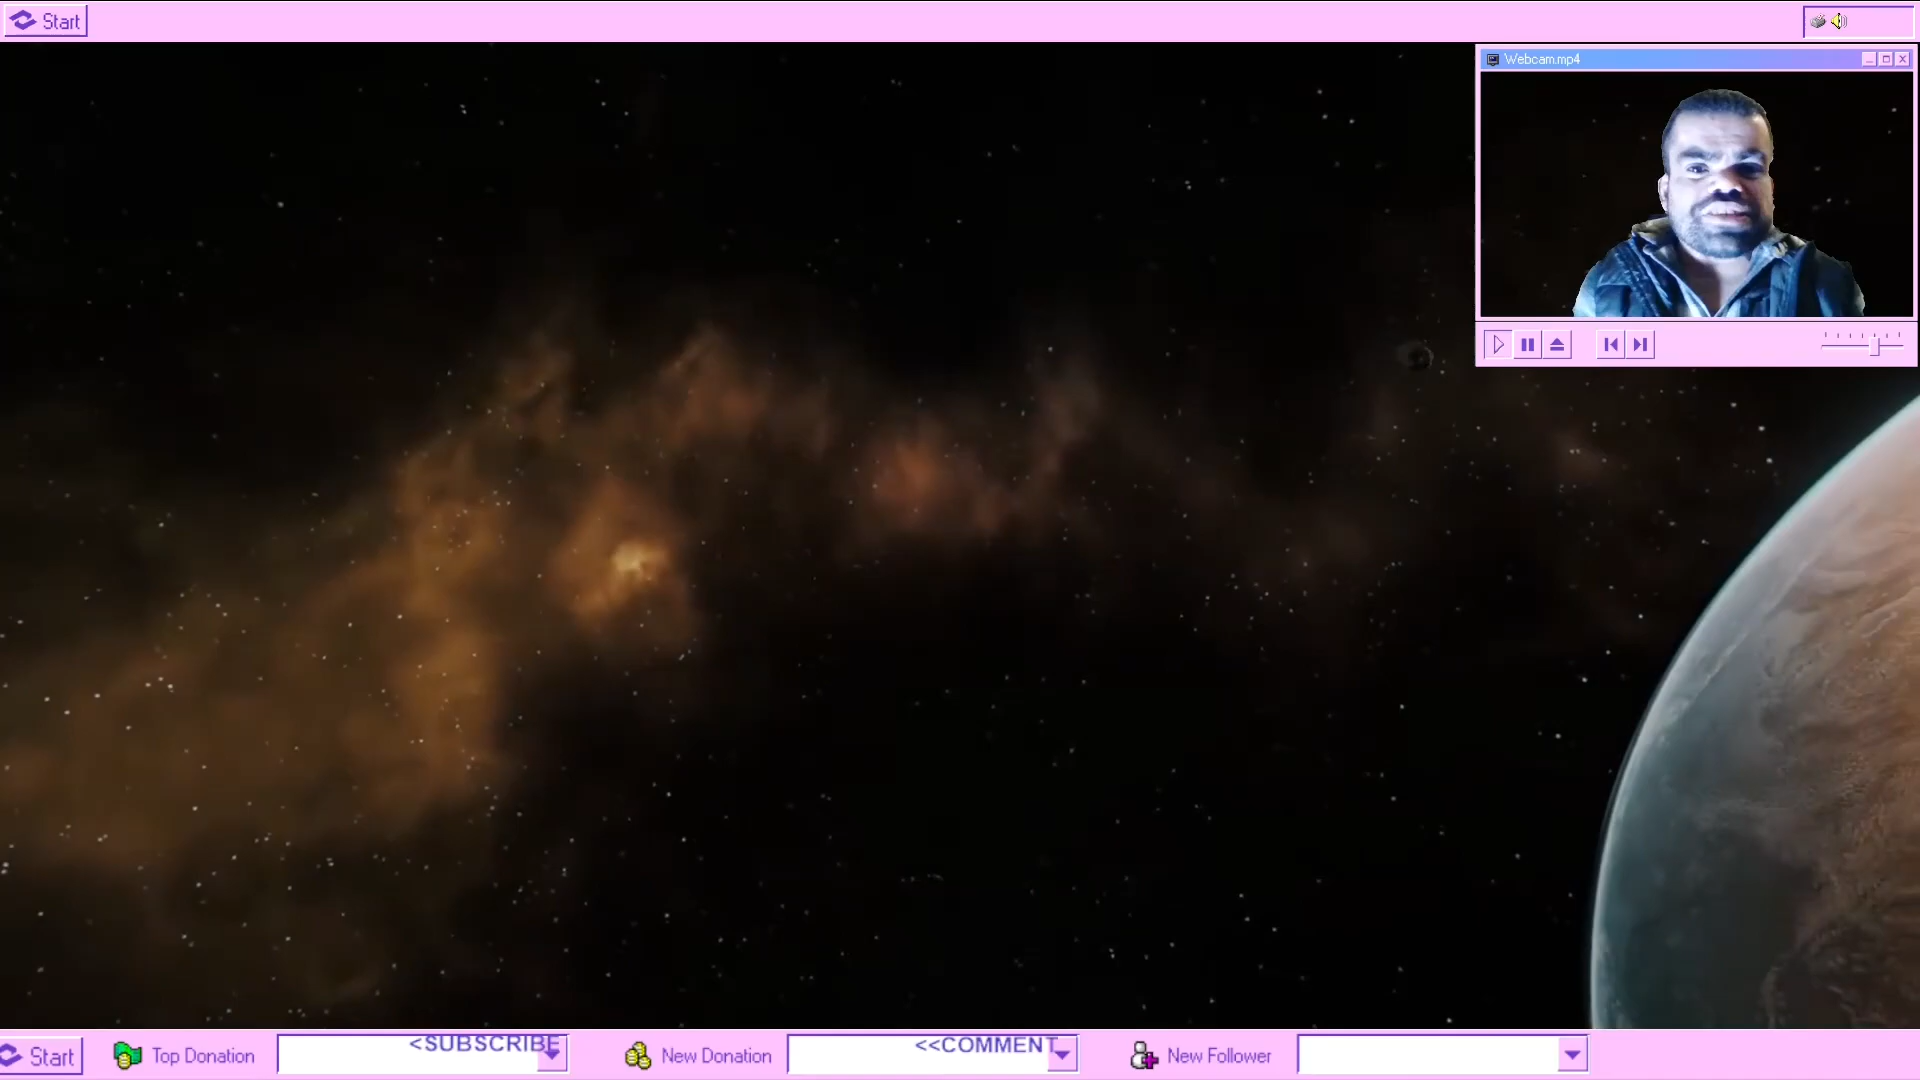 Start
Webcam.mp4
Start
Top Donation
<SUBSCRIBE
New Donation
<<COMMENT
New Follower